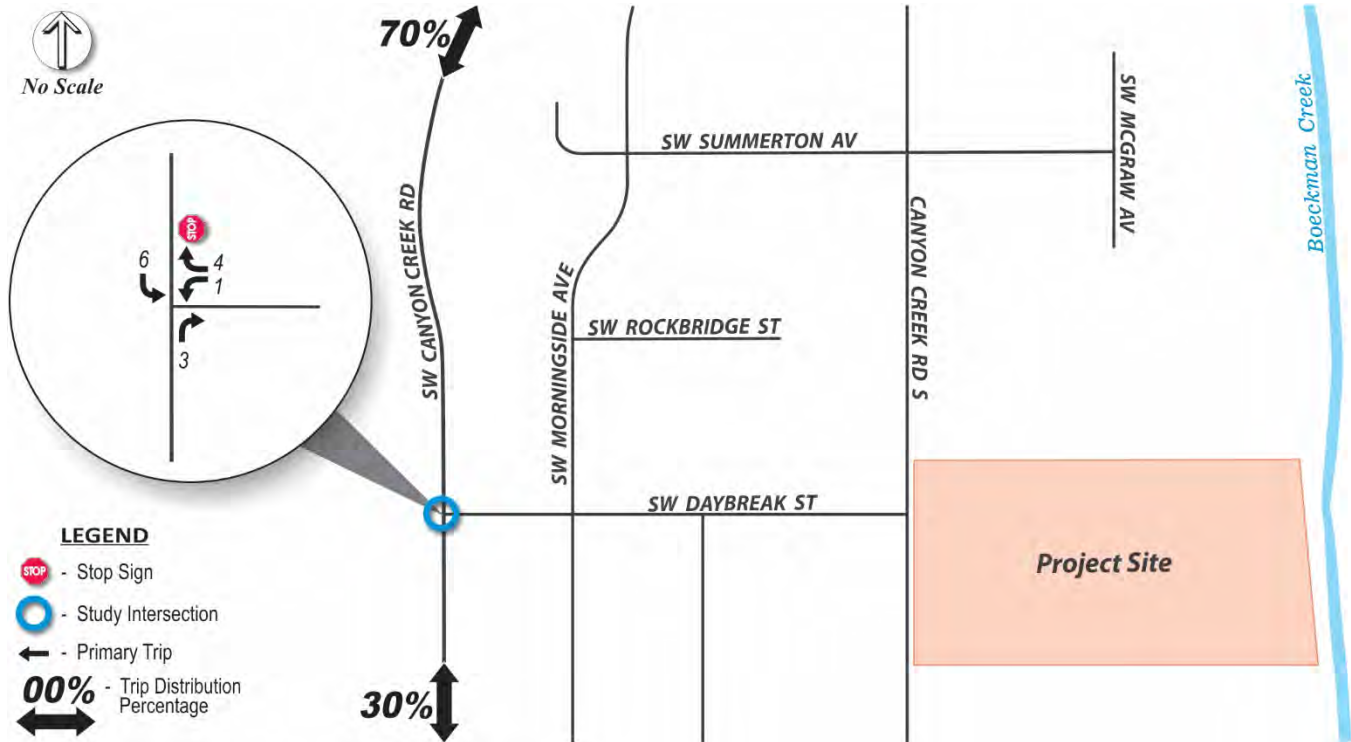 No Scale
70%
SW SUMMERTON AV
SW MCGRAW AV
Boeckman Creek
SW CANYON CREEK RD
CANYON CREEK RD S
SW MORNINGSIDE AVE
SW ROCKBRIDGE ST
STOP
6
4
1
3
SW DAYBREAK ST
Project Site
LEGEND
STOP - Stop Sign
- Study Intersection
- Primary Trip
00% - Trip Distribution
Percentage
30%